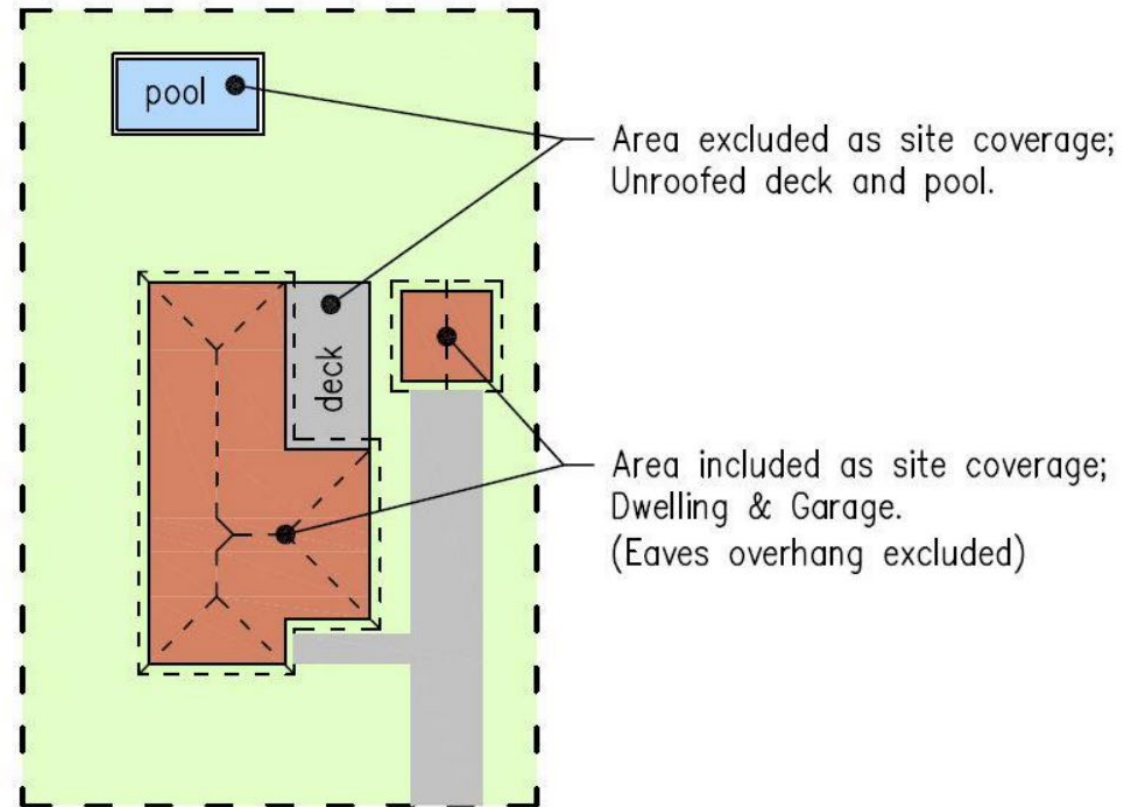 pool
Area excluded as site coverage;
Unroofed deck and pool.
deck
Area included as site coverage;
Dwelling & Garage.
(Eaves overhang excluded)